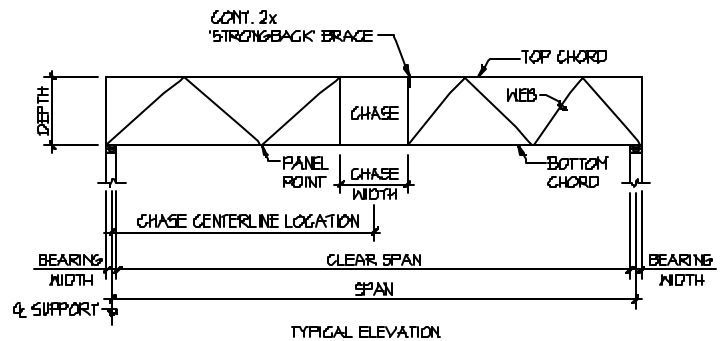 CONT. 2x
'STRONGBACK' BRACE
TOP CHORD
WEB
DEPTH
CHASE
PANEL
POINT
CHASE
WIDTH
BOTTOM
CHORD
CHASE CENTERLINE LOCATION
BEARING
WIDTH
CLEAR SPAN
BEARING
WIDTH
SPAN
℄ SUPPORT
TYPICAL ELEVATION